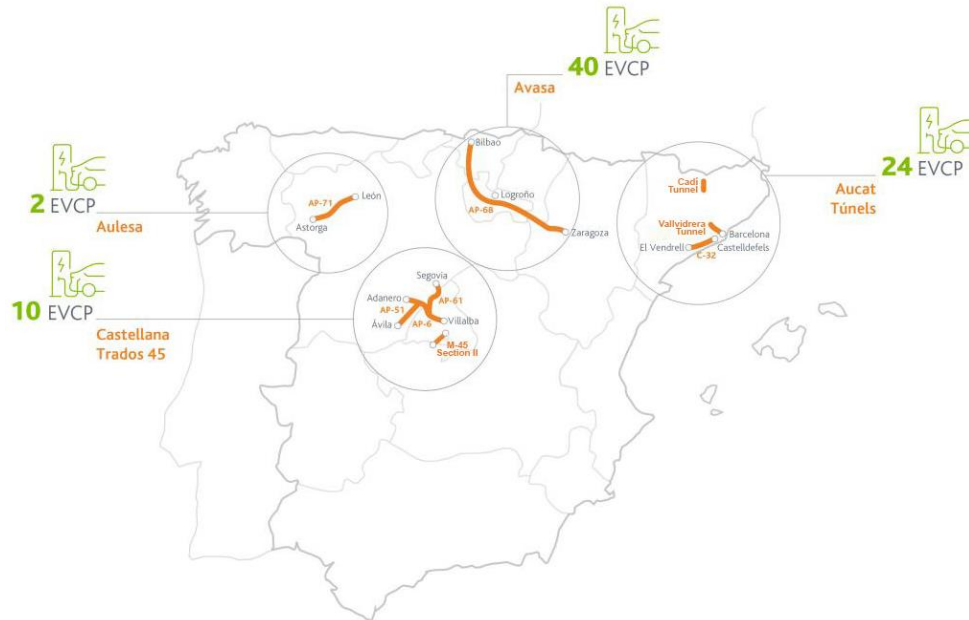 40 EVCP
Avasa
24 EVCP
Aucat
Túnels
2 EVCP
Aulesa
10 EVCP
Castellana
Trados 45
Bilbao
Logroño
AP-68
Zaragoza
León
AP-71
Astorga
Cadí
Tunnel
Vallvidrera
Tunnel
Barcelona
El Vendrell
Castelldefels
C-32
Segovia
Adanero
AP-61
AP-51
Ávila
AP-6
Villalba
M-45
Section II